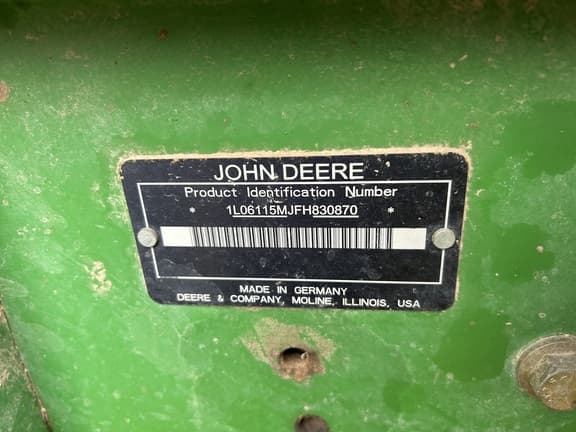 JOHN DEERE
Product Identification Number
* 1L06115MJFH830870 *
MADE IN GERMANY
DEERE & COMPANY, MOLINE, ILLINOIS, USA